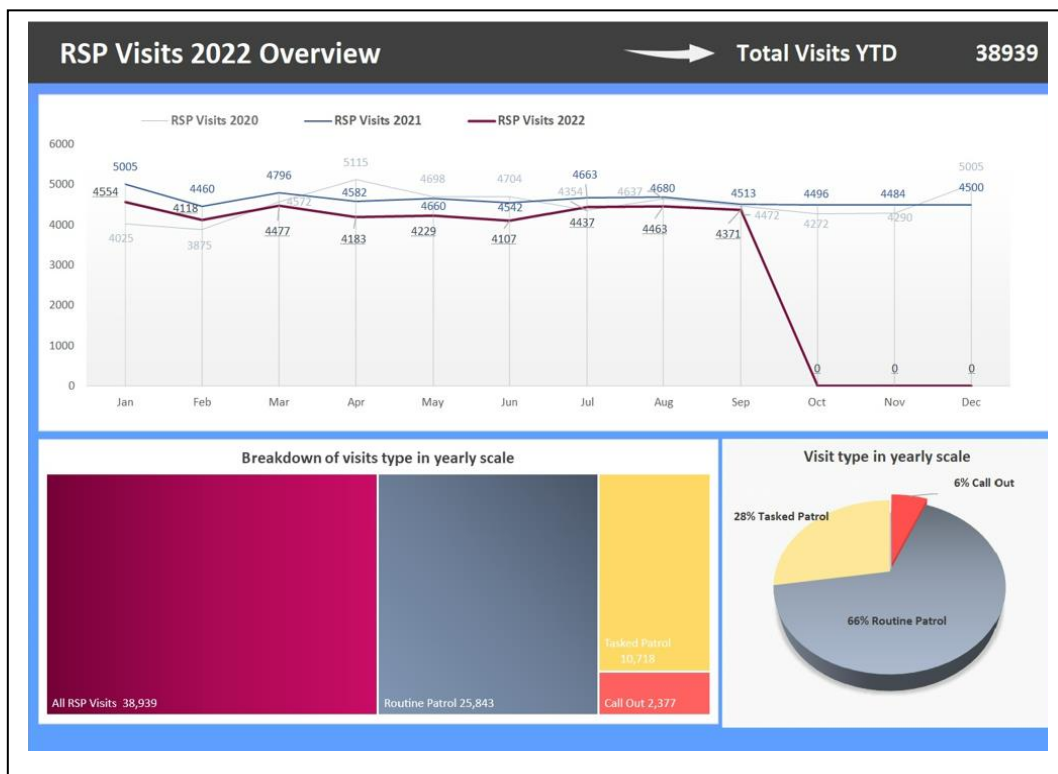 RSP Visits 2022 Overview Total Visits YTD 38939
RSP Visits 2020 RSP Visits 2021 RSP Visits 2022
6000
5000
4000
3000
2000
1000
0
5005 4460 4796 4582 4660 4542 4663 4680 4513 4496 4484 4500
4025 3875 4572 5115 4698 4704 4354 4637 4472 4272 4290 5005
4554 4118 4477 4183 4229 4107 4437 4463 4371 0 0 0
Jan Feb Mar Apr May Jun Jul Aug Sep Oct Nov Dec
Breakdown of visits type in yearly scale
All RSP Visits 38,939
Routine Patrol 25,843
Tasked Patrol
10,718
Call Out 2,377
Visit type in yearly scale
6% Call Out
28% Tasked Patrol
66% Routine Patrol